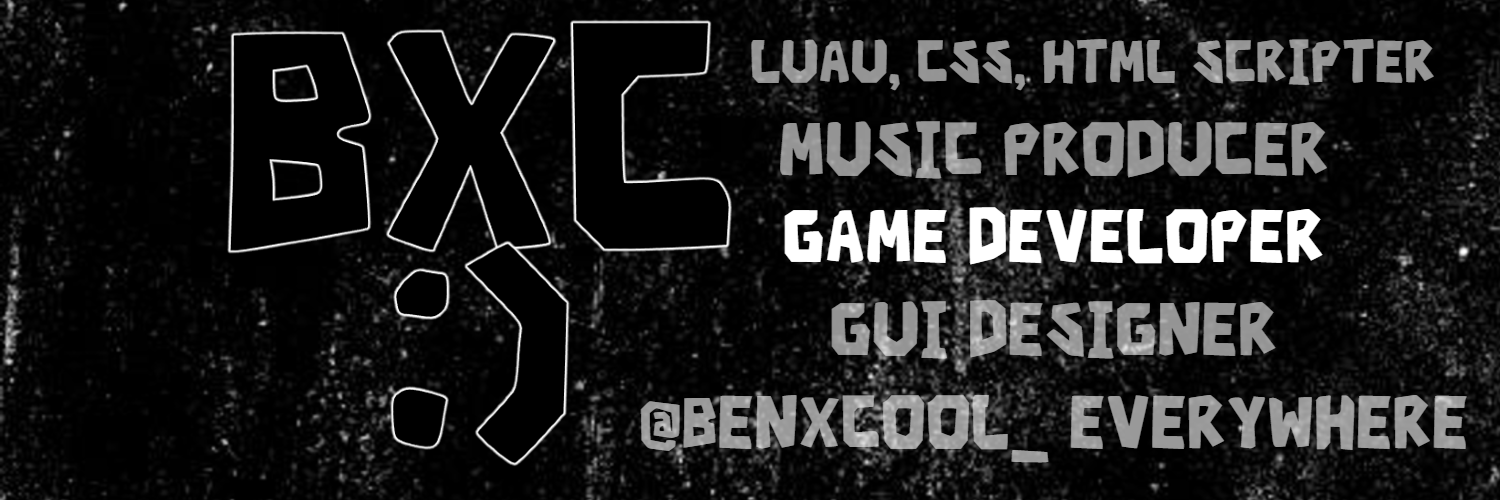 BXC
:)
LUAU, CSS, HTML SCRIPTER
MUSIC PRODUCER
GAME DEVELOPER
GUI DESIGNER
@BENXCOOL_ EVERYWHERE